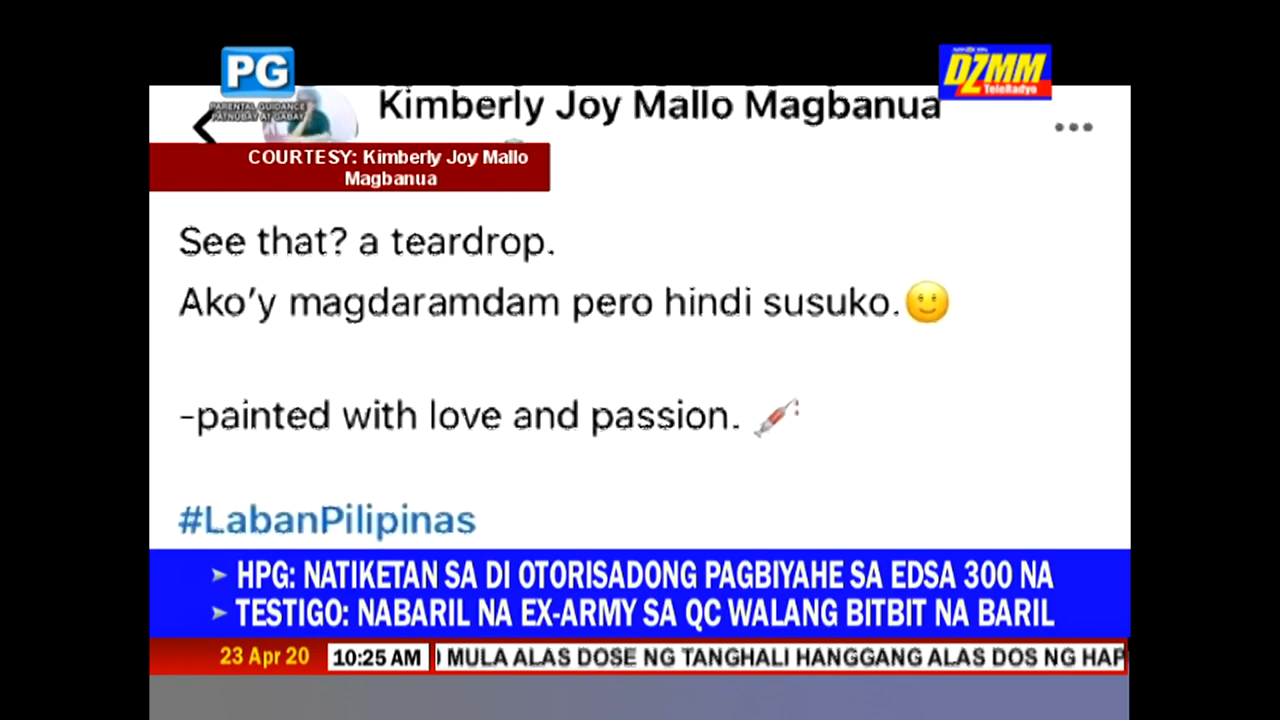 PG
PARENTAL GUIDANCE
PATNUBAY AT GABAY
DZMM
TeleRadyo
Kimberly Joy Mallo Magbanua
COURTESY: Kimberly Joy Mallo
Magbanua
See that? a teardrop.
Ako'y magdaramdam pero hindi susuko.🙂
-painted with love and passion. 💉
#LabanPilipinas
➤ HPG: NATIKETAN SA DI OTORISADONG PAGBIYAHE SA EDSA 300 NA
➤ TESTIGO: NABARIL NA EX-ARMY SA QC WALANG BITBIT NA BARIL
23 Apr 20 10:25 AM MULA ALAS DOSE NG TANGHALI HANGGANG ALAS DOS NG HAP